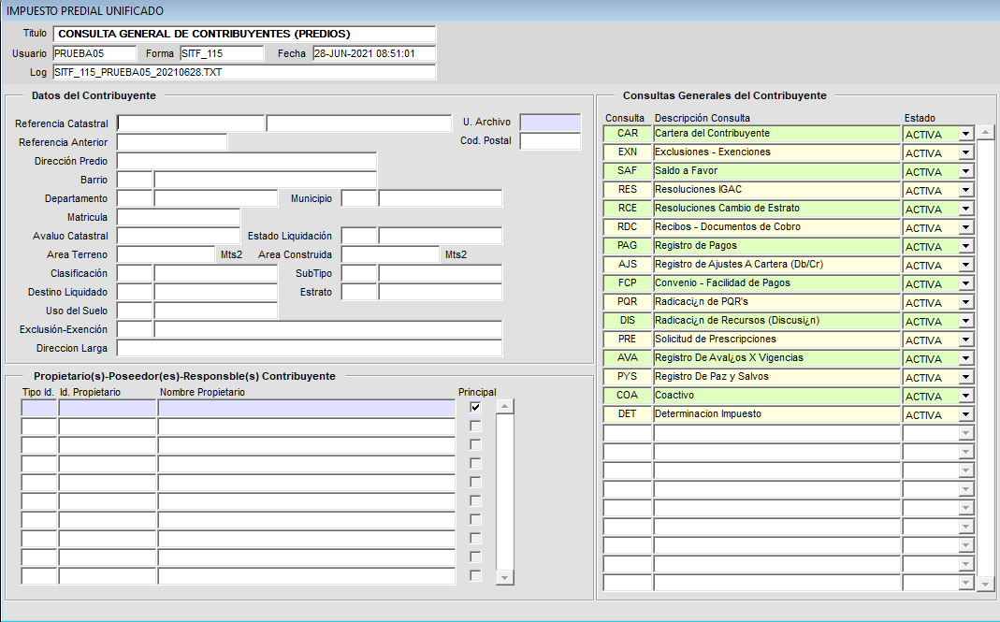 IMPUESTO PREDIAL UNIFICADO
Titulo CONSULTA GENERAL DE CONTRIBUYENTES (PREDIOS)
Usuario PRUEBA05 Forma SITF_115 Fecha 28-JUN-2021 08:51:01
Log SITF_115_PRUEBA05_20210628.TXT
Datos del Contribuyente
Referencia Catastral U. Archivo
Referencia Anterior Cod. Postal
Dirección Predio
Barrio
Departamento Municipio
Matricula
Avaluo Catastral Estado Liquidación
Area Terreno Mts2 Area Construida Mts2
Clasificación SubTipo
Destino Liquidado Estrato
Uso del Suelo
Exclusión-Exención
Direccion Larga
Propietario(s)-Poseedor(es)-Responsble(s) Contribuyente
Tipo Id. Id. Propietario Nombre Propietario Principal
Consultas Generales del Contribuyente
Consulta Descripción Consulta Estado
CAR Cartera del Contribuyente ACTIVA
EXN Exclusiones - Exenciones ACTIVA
SAF Saldo a Favor ACTIVA
RES Resoluciones IGAC ACTIVA
RCE Resoluciones Cambio de Estrato ACTIVA
RDC Recibos - Documentos de Cobro ACTIVA
PAG Registro de Pagos ACTIVA
AJS Registro de Ajustes A Cartera (Db/Cr) ACTIVA
FCP Convenio - Facilidad de Pagos ACTIVA
PQR Radicaci¿n de PQR's ACTIVA
DIS Radicaci¿n de Recursos (Discusi¿n) ACTIVA
PRE Solicitud de Prescripciones ACTIVA
AVA Registro De Aval¿os X Vigencias ACTIVA
PYS Registro De Paz y Salvos ACTIVA
COA Coactivo ACTIVA
DET Determinacion Impuesto ACTIVA